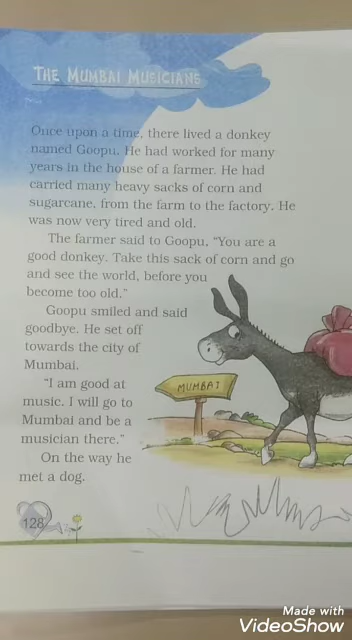 THE MUMBAI MUSICIANS
Once upon a time, there lived a donkey
named Goopu. He had worked for many
years in the house of a farmer. He had
carried many heavy sacks of corn and
sugarcane, from the farm to the factory. He
was now very tired and old.
The farmer said to Goopu, "You are a
good donkey. Take this sack of corn and go
and see the world, before you
become too old."
Goopu smiled and said
goodbye. He set off
towards the city of
Mumbai.
"I am good at
music. I will go to
Mumbai and be a
musician there."
On the way he
met a dog.
MUMBAI
128
Made with
VideoShow